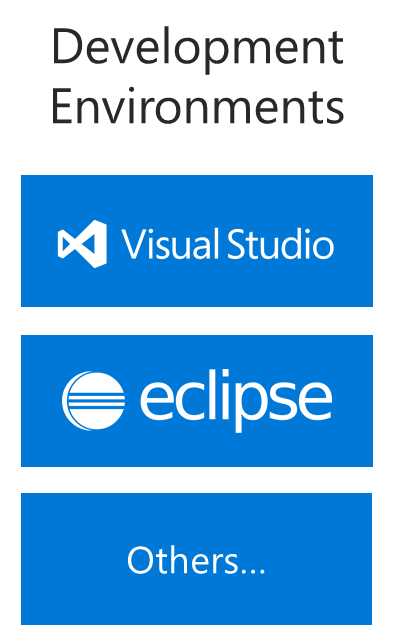 Development
Environments
Visual Studio
eclipse
Others...